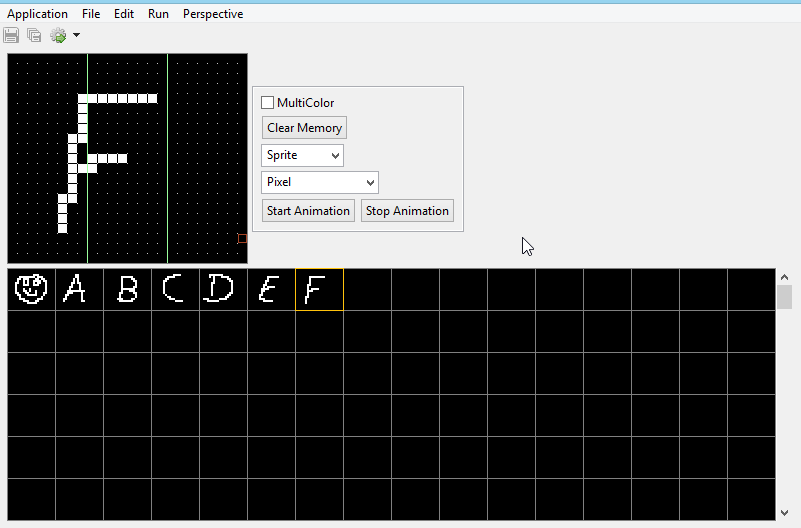 Application File Edit Run Perspective
F
MultiColor
Clear Memory
Sprite
Pixel
Start Animation Stop Animation
A B C D E F